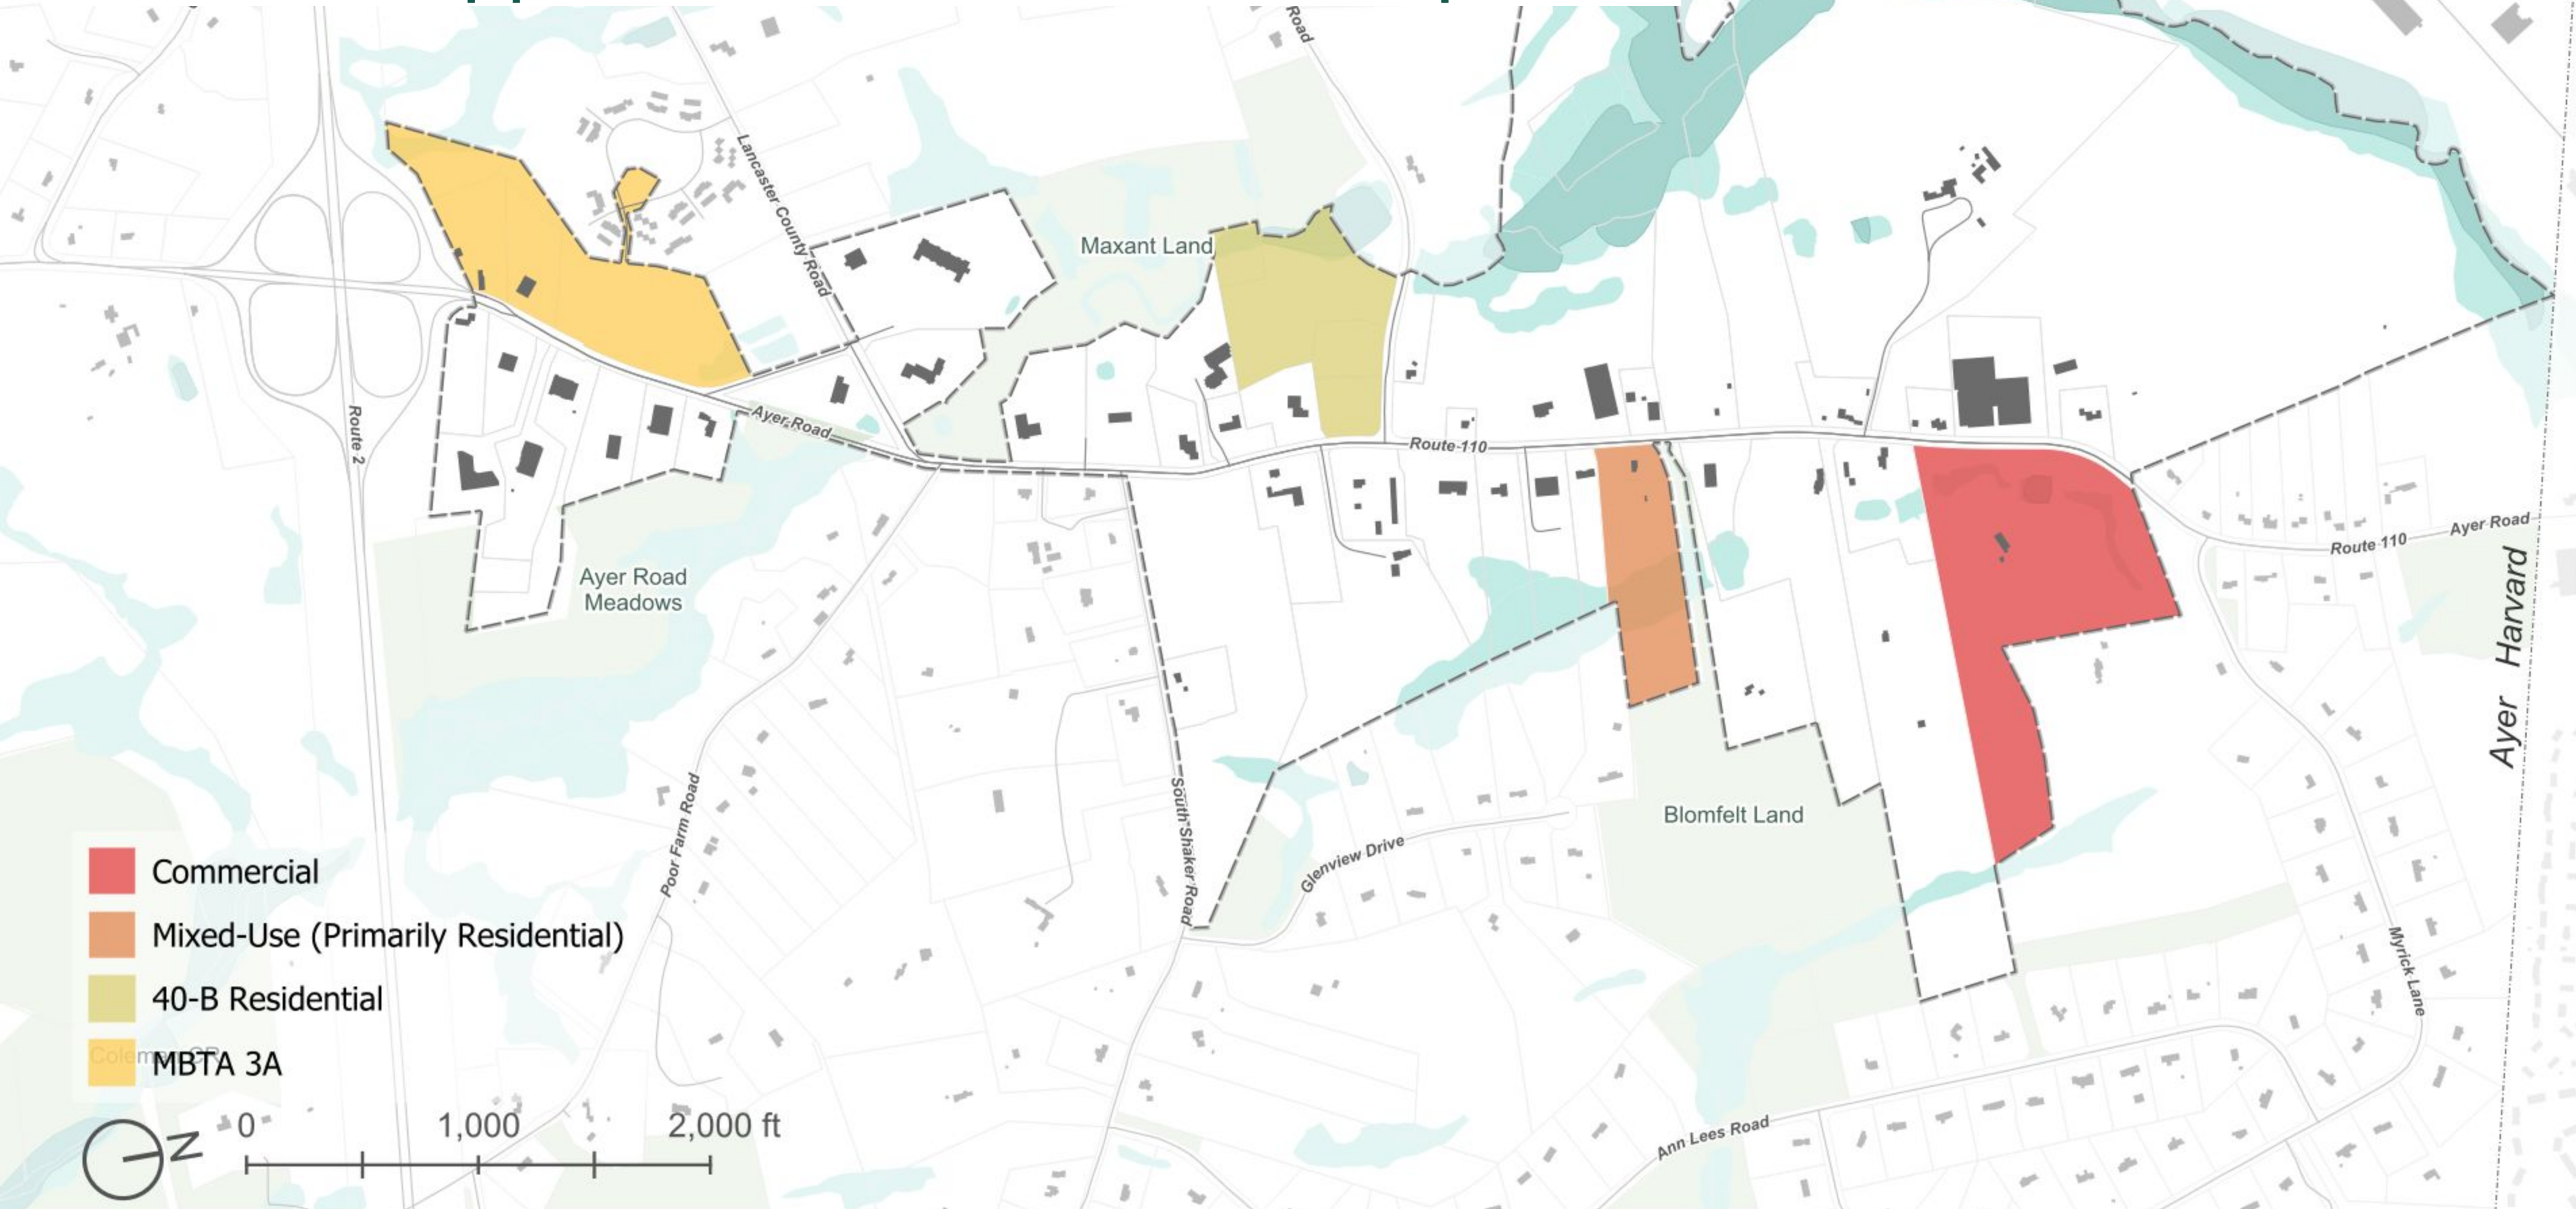 Road
Lancaster County Road
Maxant Land
Route 2
Ayer Road
Route 110
Ayer Road
Meadows
Route 110
Ayer Road
Ayer Harvard
Poor Farm Road
South Shaker Road
Glenview Drive
Blomfelt Land
Myrick Lane
Ann Lees Road
Commercial
Mixed-Use (Primarily Residential)
40-B Residential
Coleman CR
MBTA 3A
N
0 1,000 2,000 ft